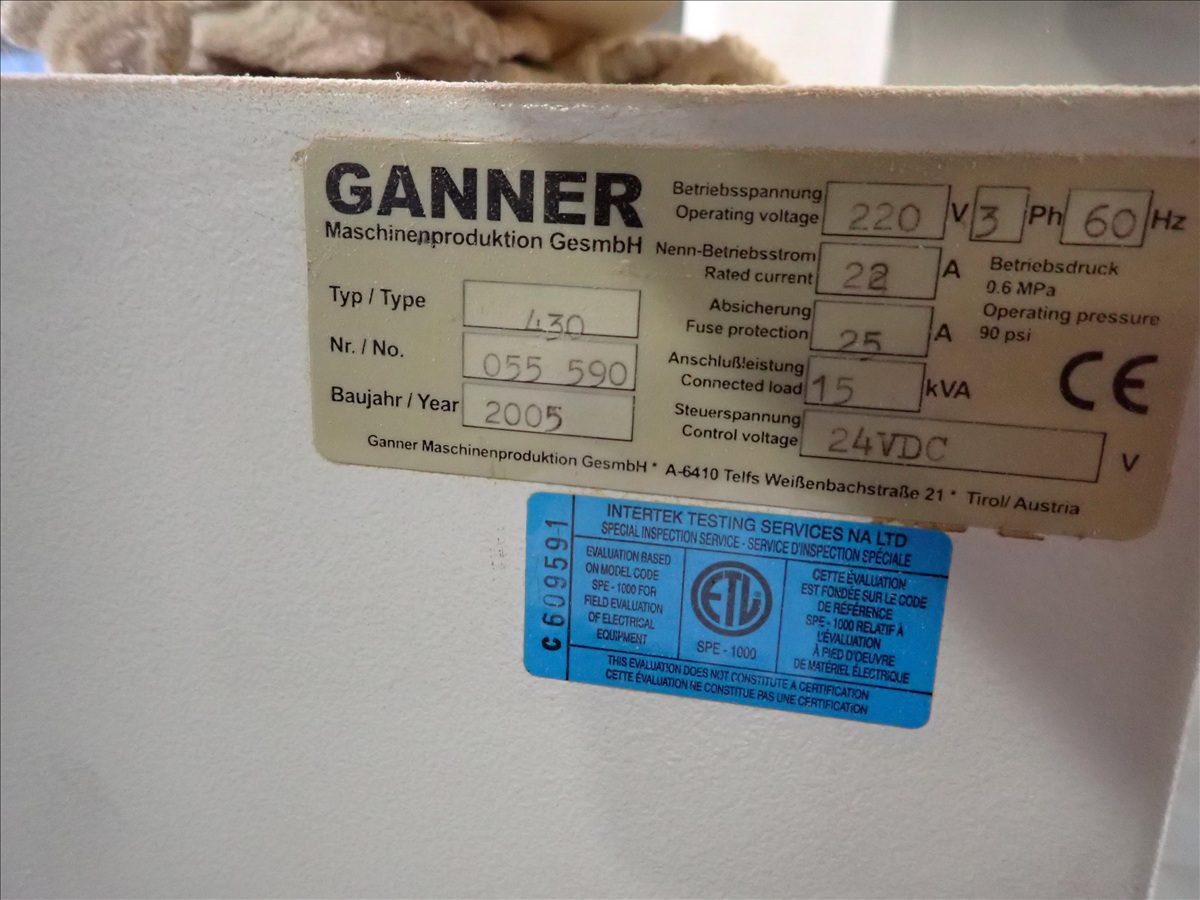 GANNER
Maschinenproduktion GesmbH
Typ / Type 430
Nr. / No. 055 590
Baujahr / Year 2005
Betriebsspannung
Operating voltage 220 V 3 Ph 60 Hz
Nenn-Betriebsstrom
Rated current 22 A
Absicherung
Fuse protection 25 A
Anschlußleistung
Connected load 15 kVA
Steuerspannung
Control voltage 24VDC V
Betriebsdruck
0.6 MPa
Operating pressure
90 psi
CE
Ganner Maschinenproduktion GesmbH * A-6410 Telfs Weißenbachstraße 21 * Tirol/ Austria
C 609591
INTERTEK TESTING SERVICES NA LTD
SPECIAL INSPECTION SERVICE - SERVICE D'INSPECTION SPÉCIALE
EVALUATION BASED
ON MODEL CODE
SPE - 1000 FOR
FIELD EVALUATION
OF ELECTRICAL
EQUIPMENT
ETL
SPE - 1000
CETTE ÉVALUATION
EST FONDÉE SUR LE CODE
DE RÉFÉRENCE
SPE - 1000 RELATIF À
L'ÉVALUATION
À PIED D'OEUVRE
DE MATÉRIEL ÉLECTRIQUE
THIS EVALUATION DOES NOT CONSTITUTE A CERTIFICATION
CETTE ÉVALUATION NE CONSTITUE PAS UNE CERTIFICATION